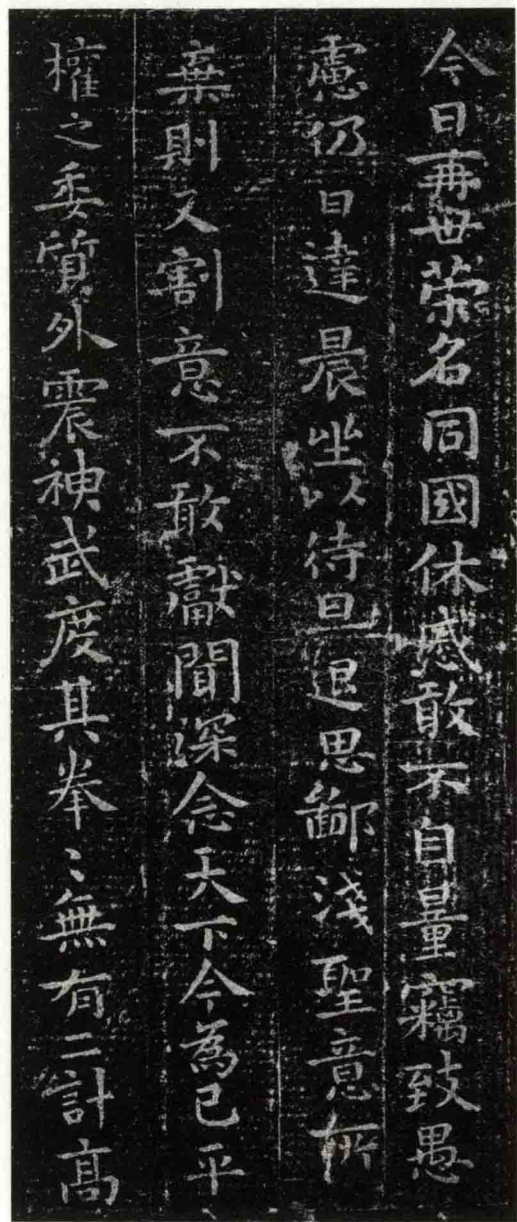 今日再世荣名同國休慼敢不自量竊致愚
慮仍日達晨坐以待旦退思鄙淺聖意所
棄則又割意不敢獻聞深念天下今為已平
權之委質外震神武度其拳〻無有二計高